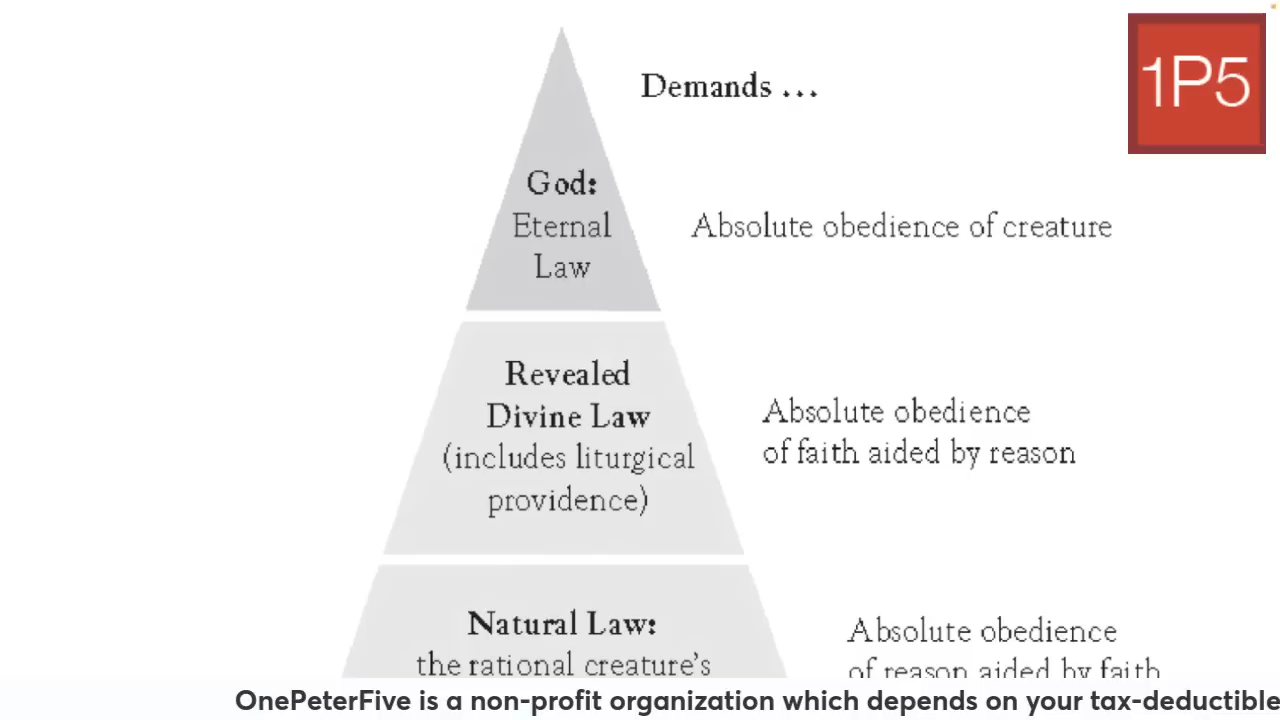 1P5
Demands ...
God:
Eternal
Law
Absolute obedience of creature
Revealed
Divine Law
(includes liturgical
providence)
Absolute obedience
of faith aided by reason
Natural Law:
the rational creature's
Absolute obedience
of reason aided by faith
OnePeterFive is a non-profit organization which depends on your tax-deductible